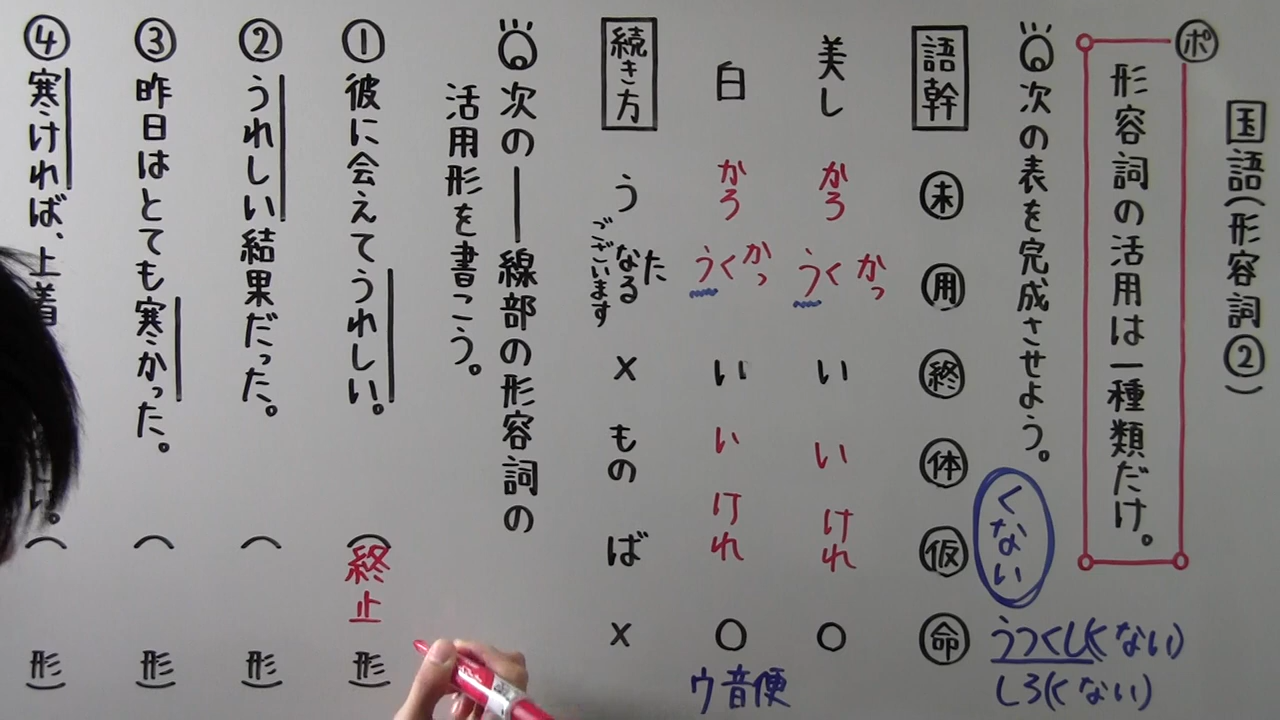 国語(形容詞②)
ポ
形容詞の活用は一種類だけ。
Q次の表を完成させよう。
くない
うつくし(くない)
しろ(くない)
語幹 未 用 終 体 仮 命
美し かろ かっ く う い い けれ ○
白 かろ かっ く う い い けれ ○
ウ音便
続き方 う た なる ございます × もの ば ×
Q次の――線部の形容詞の
活用形を書こう。
①彼に会えてうれしい。(終止形)
②うれしい結果だった。( 形)
③昨日はとても寒かった。( 形)
④寒ければ、上着 い。( 形)